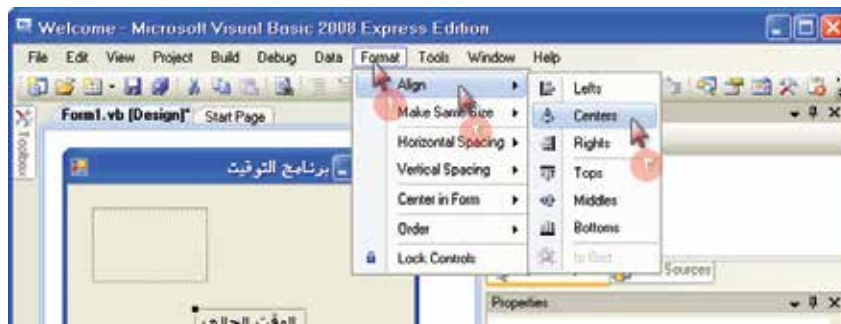 Welcome - Microsoft Visual Basic 2008 Express Edition
File Edit View Project Build Debug Data Format Tools Window Help
Form1.vb [Design]* Start Page
Toolbox
برنامج التوقيت
الوقت الحالي
Align
Make Same Size
Horizontal Spacing
Vertical Spacing
Center in Form
Order
Lock Controls
Lefts
Centers
Rights
Tops
Middles
Bottoms
to Grid
Sources
Properties